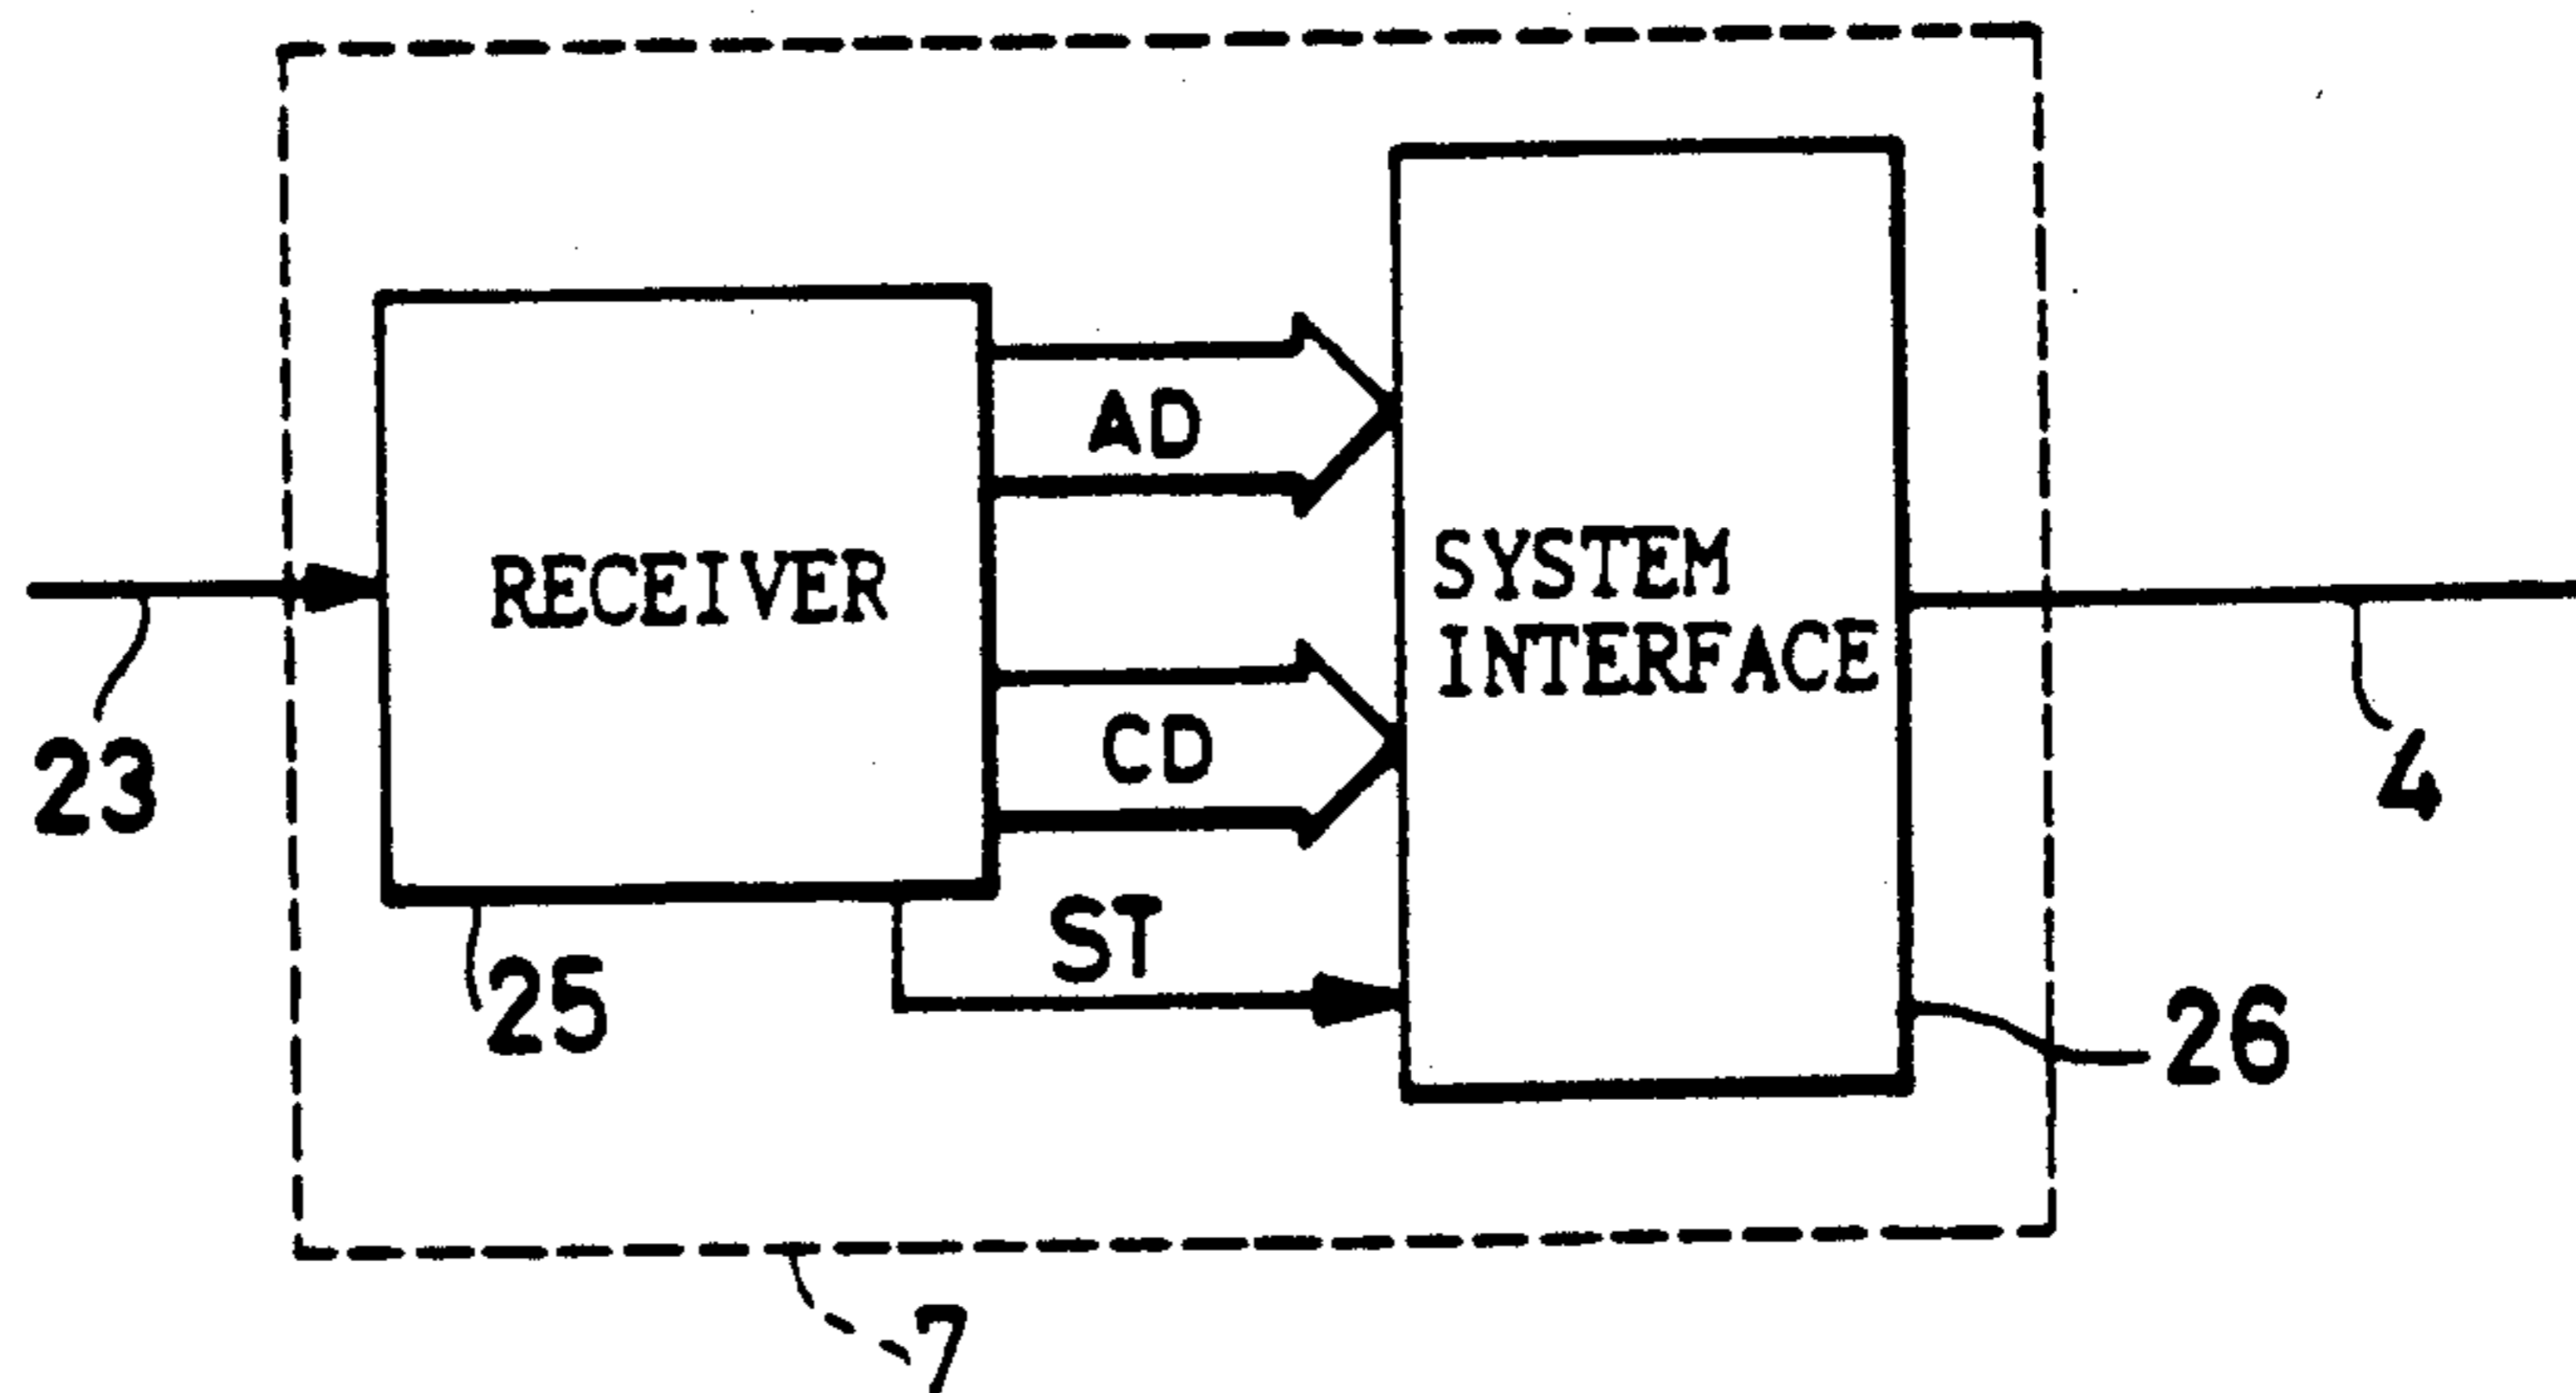 AD
RECEIVER
SYSTEM
INTERFACE
23
CD
4
ST
25
26
7